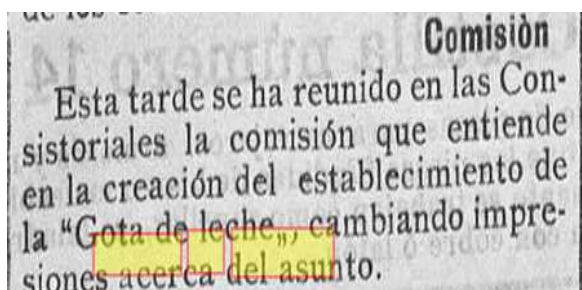 Comisiòn
Esta tarde se ha reunido en las Con-
sistoriales la comisión que entiende
en la creación del establecimiento de
la “Gota de leche„, cambiando impre-
siones acerca del asunto.